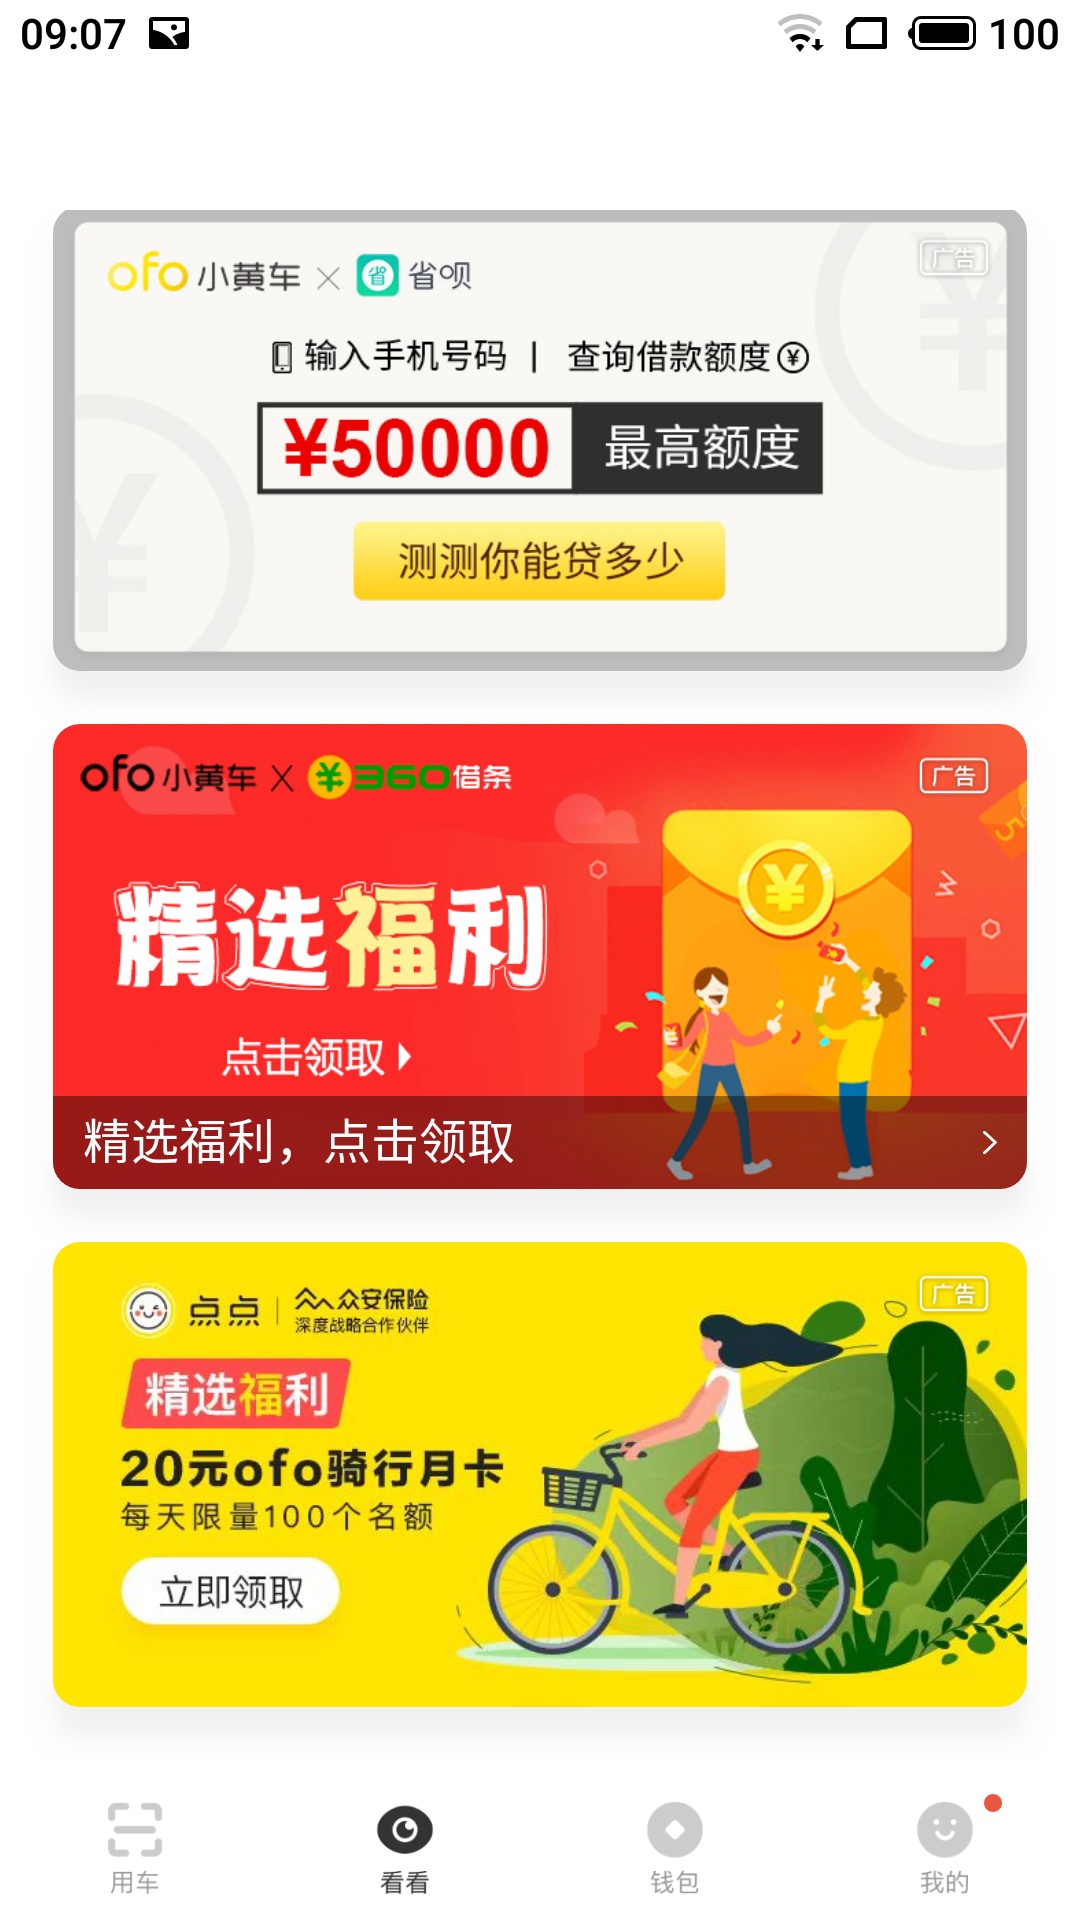 09:07
100
ofo 小黄车 × 省 省呗
广告
输入手机号码 | 查询借款额度¥
¥50000 最高额度
测测你能贷多少
ofo 小黄车 X ¥360借条
广告
精选福利
点击领取
精选福利，点击领取
点点 | 众安保险
深度战略合作伙伴
广告
精选福利
20元ofo骑行月卡
每天限量100个名额
立即领取
用车
看看
钱包
我的